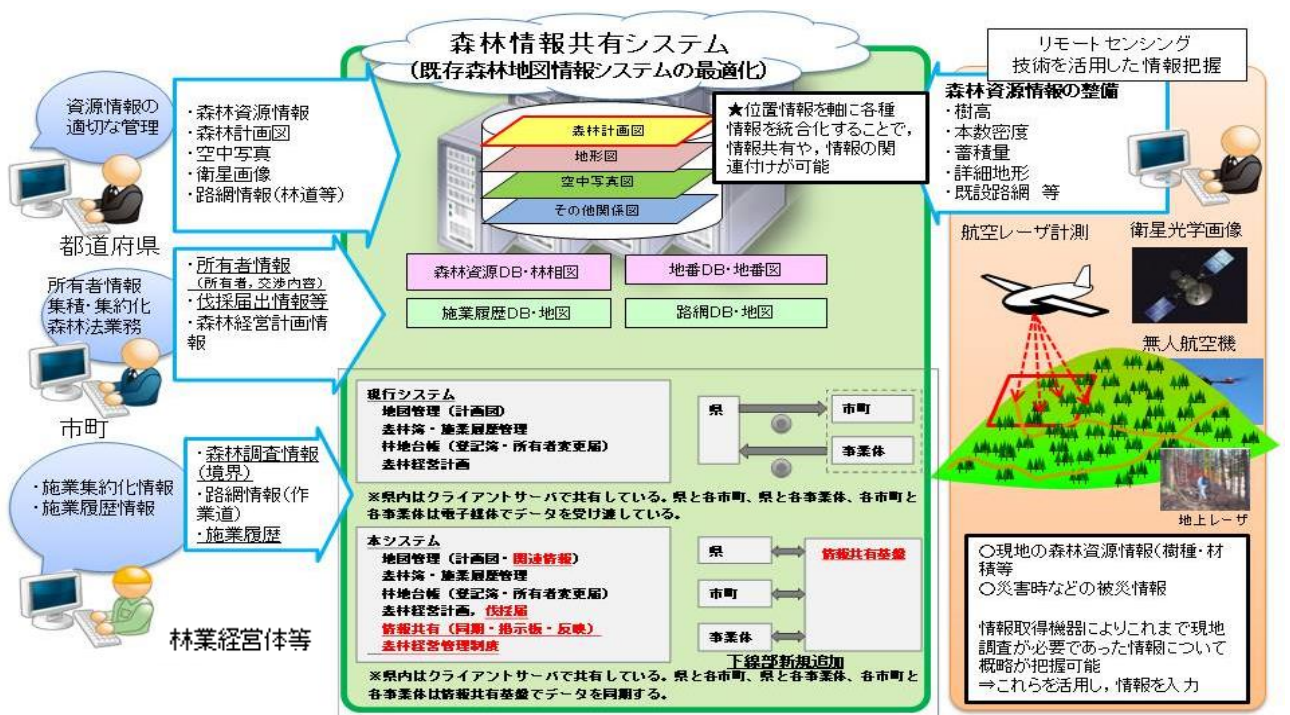 森林情報共有システム
(既存森林地図情報システムの最適化)
資源情報の
適切な管理
都道府県
・森林資源情報
・森林計画図
・空中写真
・衛星画像
・路網情報(林道等)
所有者情報
集積・集約化
森林法業務
市町
・所有者情報
(所有者,交渉内容)
・伐採届出情報等
・森林経営計画情
報
・施業集約化情報
・施業履歴情報
林業経営体等
・森林調査情報
(境界)
・路網情報(作
業道)
・施業履歴
森林計画図
地形図
空中写真図
その他関係図
★位置情報を軸に各種
情報を統合化することで,
情報共有や,情報の関
連付けが可能
森林資源DB・林相図
地番DB・地番図
施業履歴DB・地図
路網DB・地図
現行システム
地図管理(計画図)
森林簿・施業履歴管理
林地台帳(登記簿・所有者変更届)
森林経営計画
県
市町
事業体
※県内はクライアントサーバで共有している。県と各市町、県と各事業体、各市町と
各事業体は電子媒体でデータを受け渡している。
本システム
地図管理(計画図・関連情報)
森林簿・施業履歴管理
林地台帳(登記簿・所有者変更届)
森林経営計画,伐採届
情報共有(同期・掲示板・反映)
森林経営管理制度
県
市町
事業体
情報共有基盤
下線部新規追加
※県内はクライアントサーバで共有している。県と各市町、県と各事業体、各市町と
各事業体は情報共有基盤でデータを同期する。
リモートセンシング
技術を活用した情報把握
森林資源情報の整備
・樹高
・本数密度
・蓄積量
・詳細地形
・既設路網 等
航空レーザ計測
衛星光学画像
無人航空機
地上レーザ
○現地の森林資源情報(樹種・材
積等
○災害時などの被災情報
情報取得機器によりこれまで現地
調査が必要であった情報について
概略が把握可能
⇒これらを活用し,情報を入力